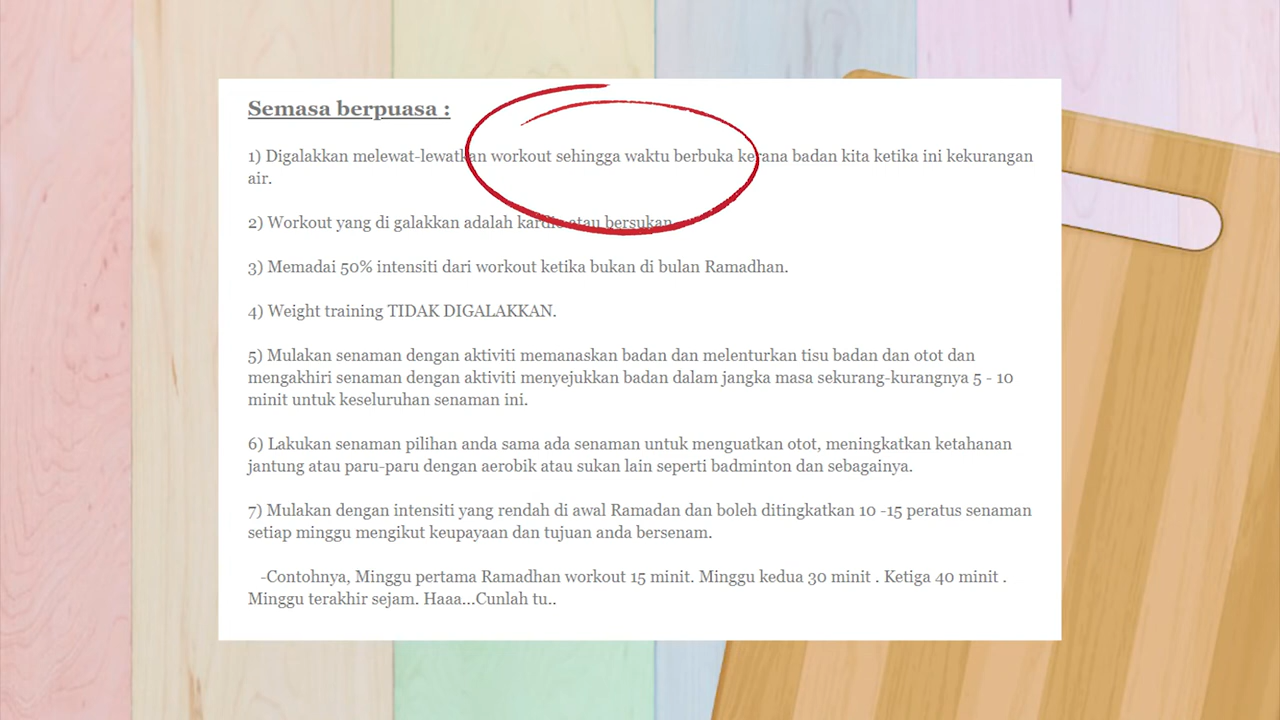 Semasa berpuasa :
1) Digalakkan melewat-lewatkan workout sehingga waktu berbuka kerana badan kita ketika ini kekurangan
air.
2) Workout yang di galakkan adalah kardio atau bersukan.
3) Memadai 50% intensiti dari workout ketika bukan di bulan Ramadhan.
4) Weight training TIDAK DIGALAKKAN.
5) Mulakan senaman dengan aktiviti memanaskan badan dan melenturkan tisu badan dan otot dan
mengakhiri senaman dengan aktiviti menyejukkan badan dalam jangka masa sekurang-kurangnya 5 - 10
minit untuk keseluruhan senaman ini.
6) Lakukan senaman pilihan anda sama ada senaman untuk menguatkan otot, meningkatkan ketahanan
jantung atau paru-paru dengan aerobik atau sukan lain seperti badminton dan sebagainya.
7) Mulakan dengan intensiti yang rendah di awal Ramadan dan boleh ditingkatkan 10 -15 peratus senaman
setiap minggu mengikut keupayaan dan tujuan anda bersenam.
-Contohnya, Minggu pertama Ramadhan workout 15 minit. Minggu kedua 30 minit . Ketiga 40 minit .
Minggu terakhir sejam. Haaa...Cunlah tu..